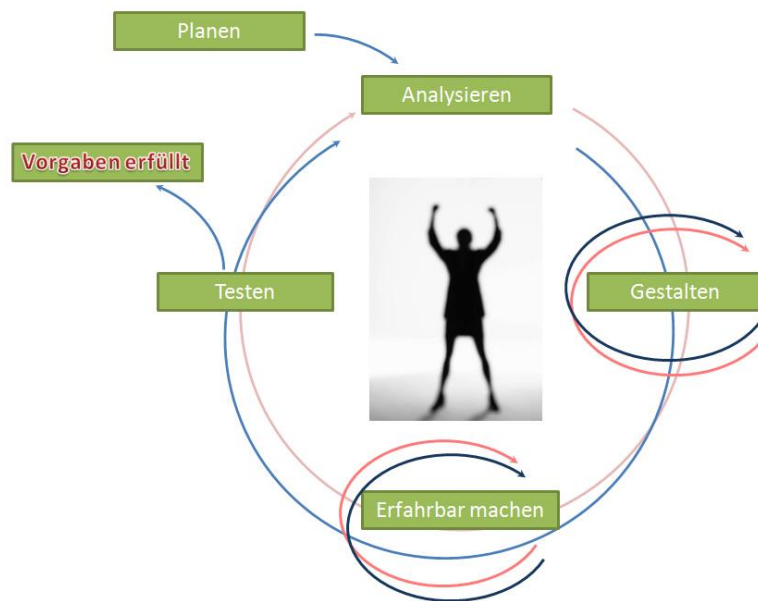 Planen
Analysieren
Vorgaben erfüllt
Testen
Gestalten
Erfahrbar machen